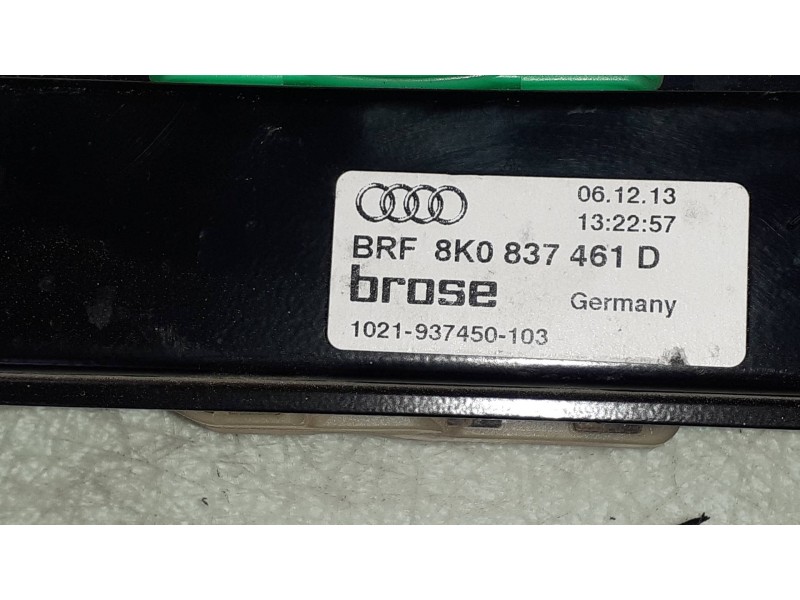 06.12.13
13:22:57
BRF 8K0 837 461 D
brose Germany
1021-937450-103